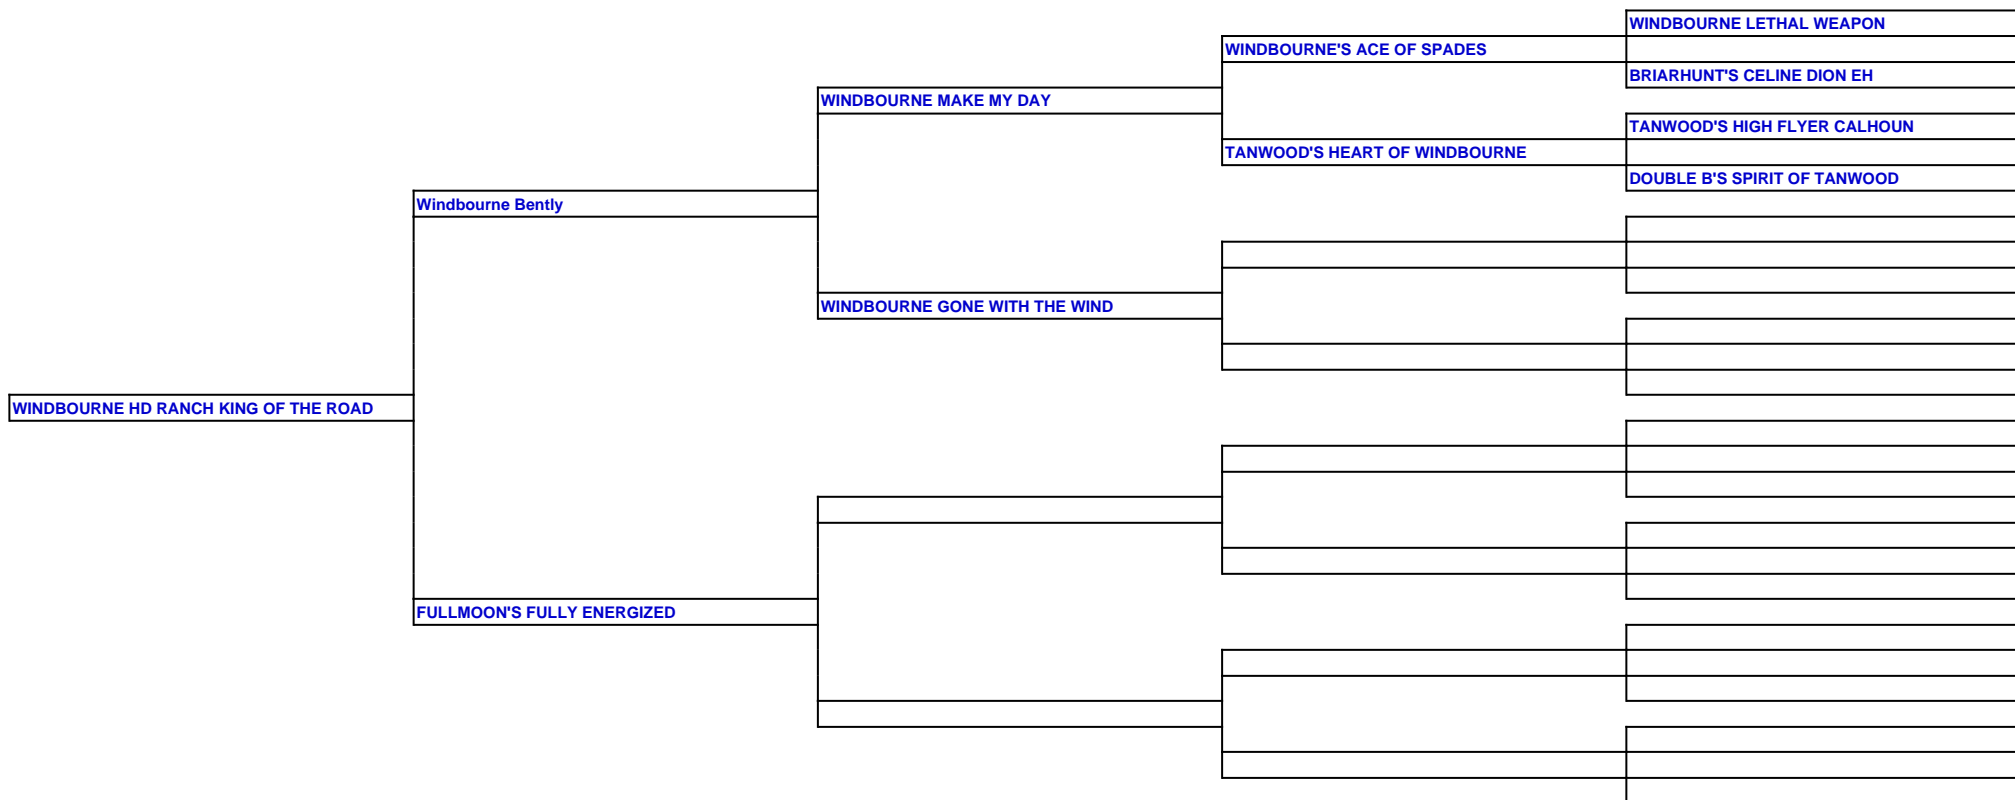 WINDBOURNE LETHAL WEAPON
WINDBOURNE'S ACE OF SPADES
BRIARHUNT'S CELINE DION EH
WINDBOURNE MAKE MY DAY
TANWOOD'S HIGH FLYER CALHOUN
TANWOOD'S HEART OF WINDBOURNE
DOUBLE B'S SPIRIT OF TANWOOD
Windbourne Bently
WINDBOURNE GONE WITH THE WIND
WINDBOURNE HD RANCH KING OF THE ROAD
FULLMOON'S FULLY ENERGIZED